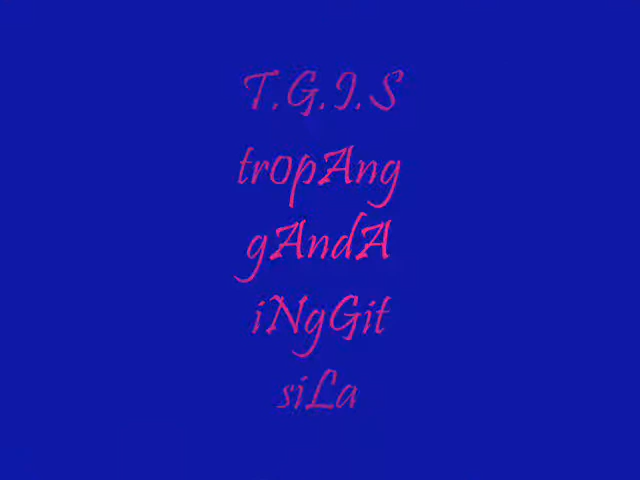 T.G.I.S
tr0pAng
gAndA
iNgGit
siLa